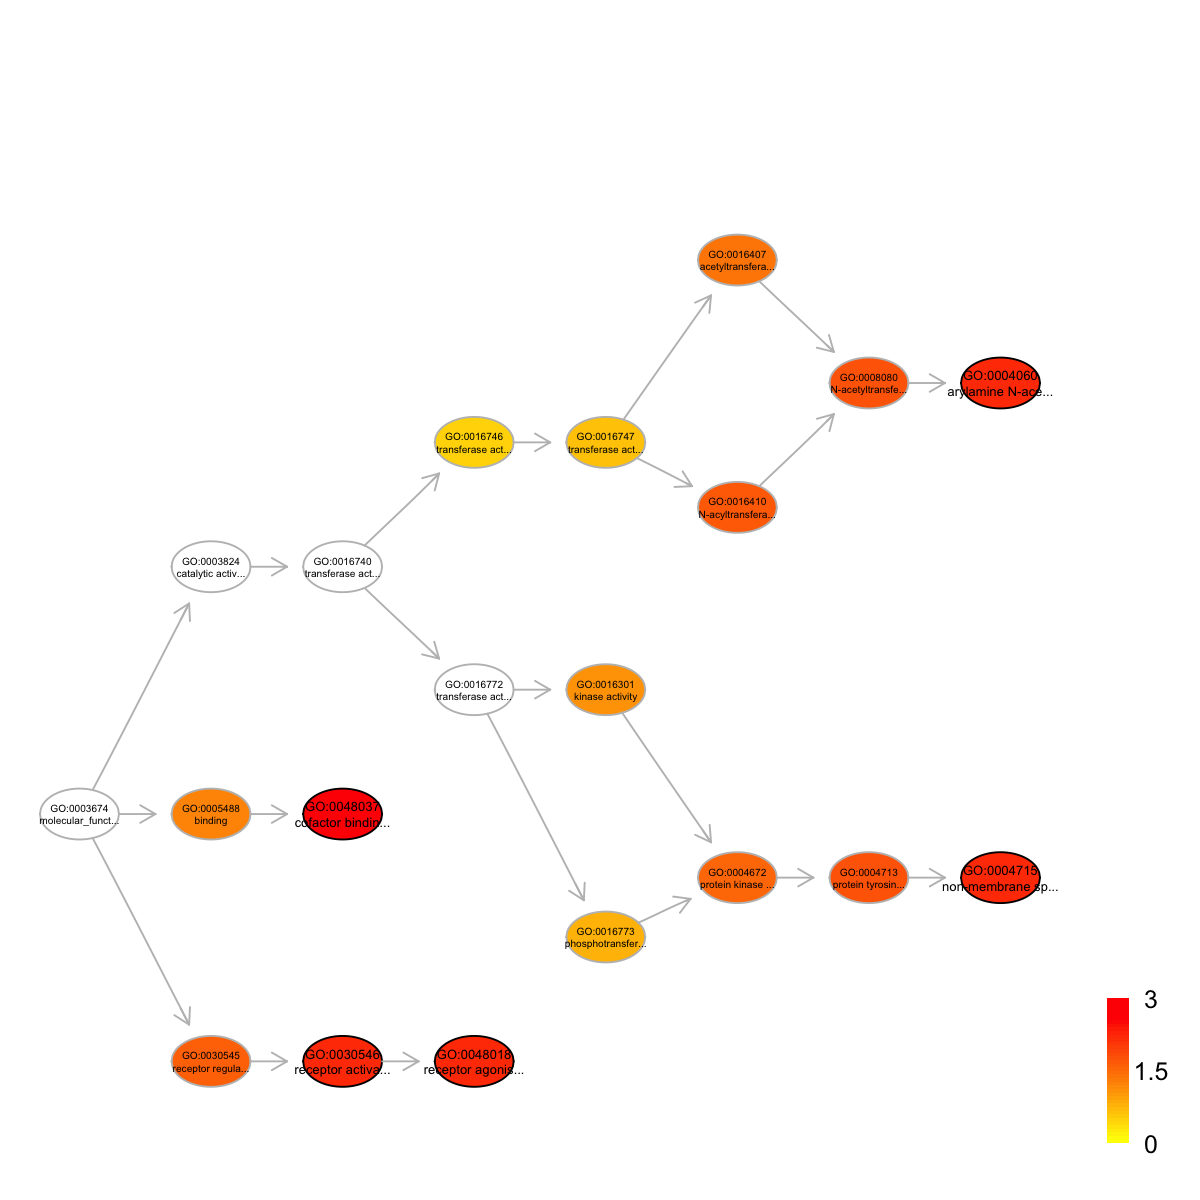 GO:0016407
acetyltransfera...
GO:0008080
N-acetyltransfe...
GO:0004060
arylamine N-ace...
GO:0016746
transferase act...
GO:0016747
transferase act...
GO:0016410
N-acyltransfera...
GO:0003824
catalytic activ...
GO:0016740
transferase act...
GO:0016772
transferase act...
GO:0016301
kinase activity
GO:0003674
molecular_funct...
GO:0005488
binding
GO:0048037
cofactor bindin...
GO:0004672
protein kinase ...
GO:0004713
protein tyrosin...
GO:0004715
non-membrane sp...
GO:0016773
phosphotransfer...
GO:0030545
receptor regula...
GO:0030546
receptor activa...
GO:0048018
receptor agonis...
3
1.5
0